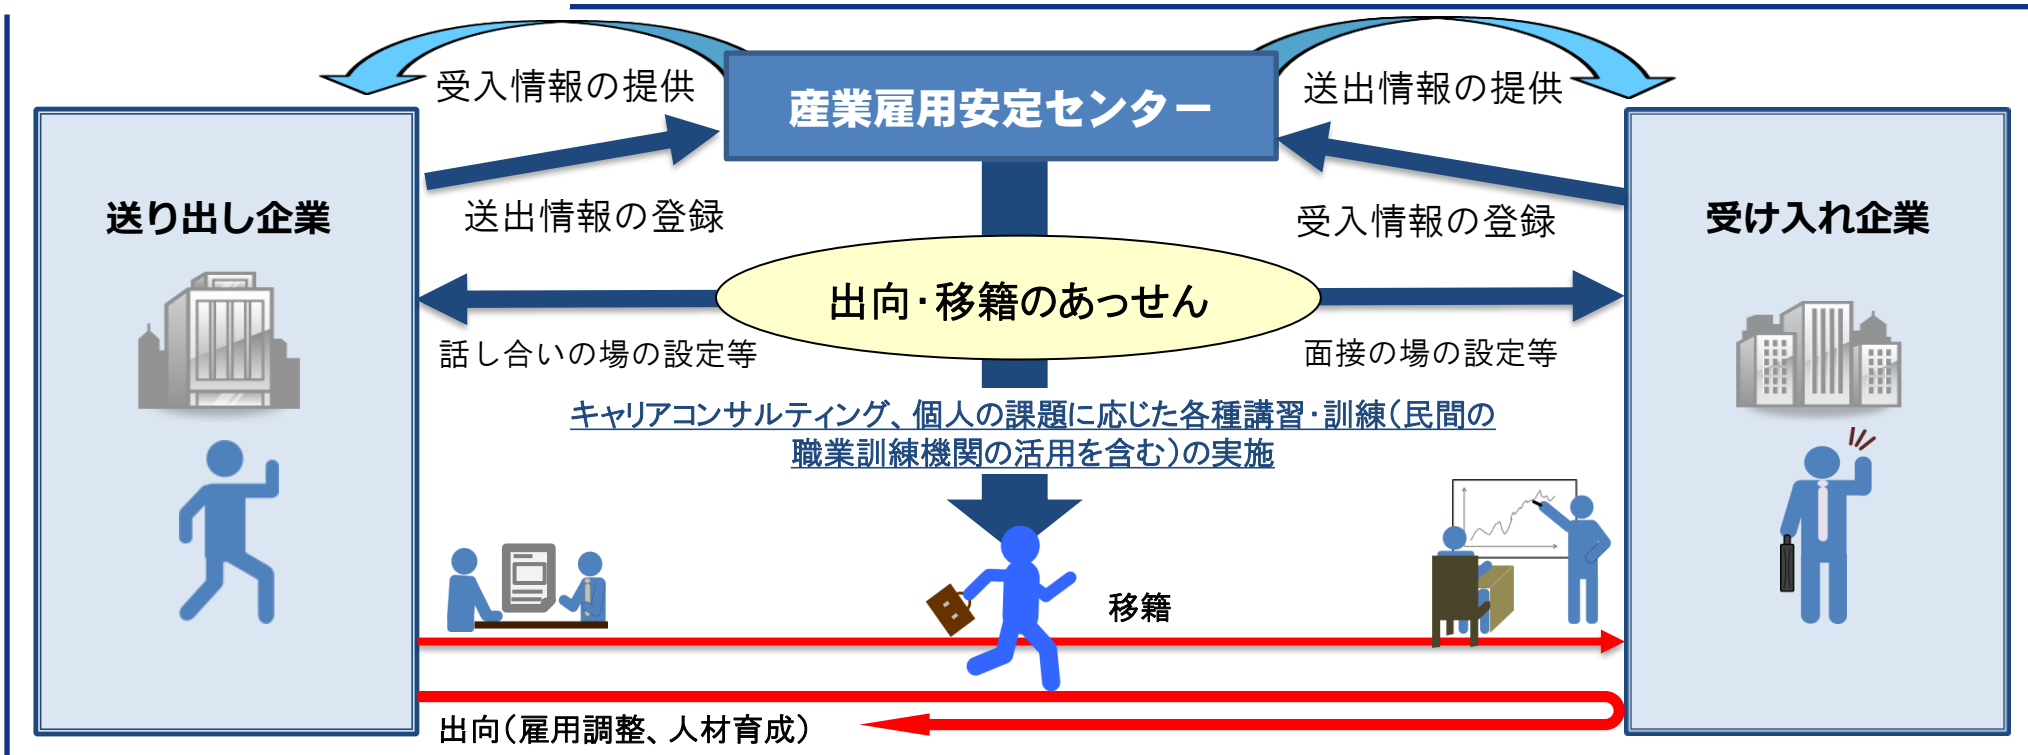 受入情報の提供
産業雇用安定センター
送出情報の提供
送り出し企業
送出情報の登録
受入情報の登録
受け入れ企業
出向・移籍のあっせん
話し合いの場の設定等
面接の場の設定等
キャリアコンサルティング、個人の課題に応じた各種講習・訓練（民間の
職業訓練機関の活用を含む）の実施
移籍
出向（雇用調整、人材育成）